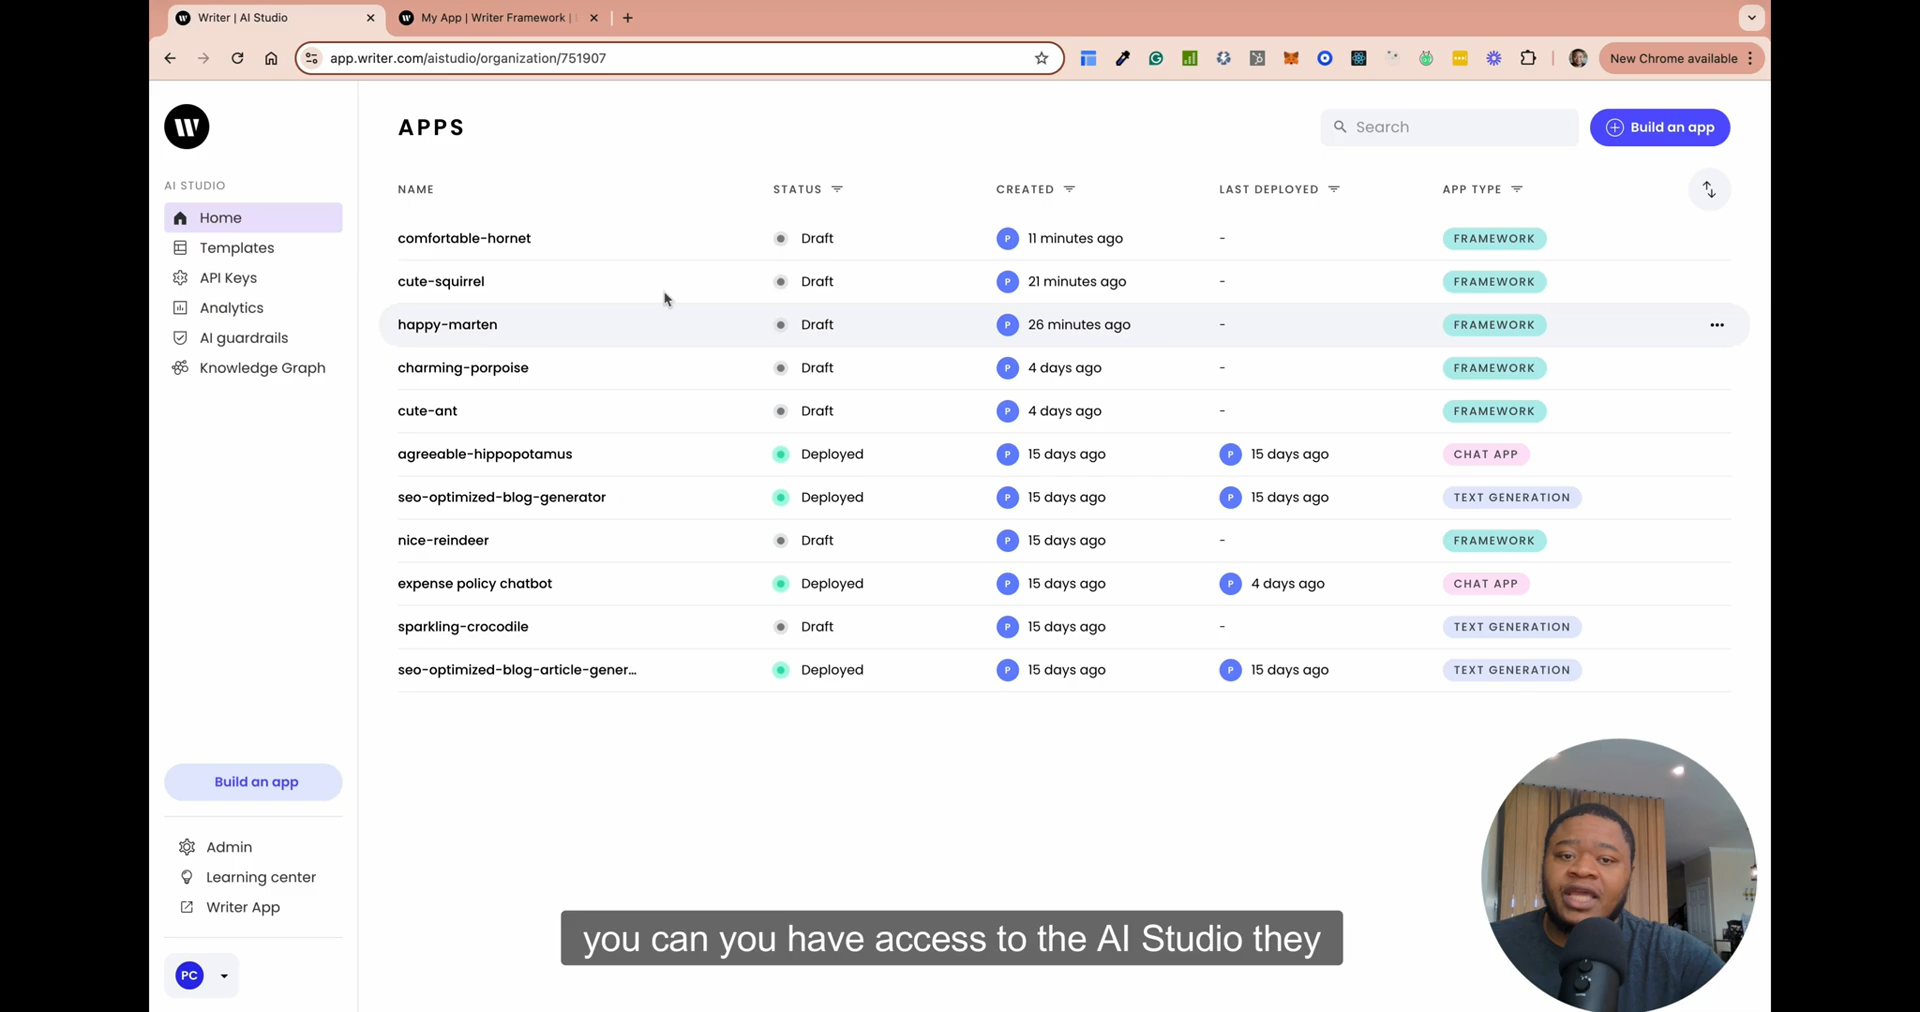 Writer | AI Studio
My App | Writer Framework |
app.writer.com/aistudio/organization/751907
New Chrome available
AI STUDIO
Home
Templates
API Keys
Analytics
AI guardrails
Knowledge Graph
Build an app
Admin
Learning center
Writer App
PC
APPS
Search
Build an app
NAME STATUS CREATED LAST DEPLOYED APP TYPE
comfortable-hornet Draft P 11 minutes ago - FRAMEWORK
cute-squirrel Draft P 21 minutes ago - FRAMEWORK
happy-marten Draft P 26 minutes ago - FRAMEWORK
charming-porpoise Draft P 4 days ago - FRAMEWORK
cute-ant Draft P 4 days ago - FRAMEWORK
agreeable-hippopotamus Deployed P 15 days ago P 15 days ago CHAT APP
seo-optimized-blog-generator Deployed P 15 days ago P 15 days ago TEXT GENERATION
nice-reindeer Draft P 15 days ago - FRAMEWORK
expense policy chatbot Deployed P 15 days ago P 4 days ago CHAT APP
sparkling-crocodile Draft P 15 days ago - TEXT GENERATION
seo-optimized-blog-article-gener... Deployed P 15 days ago P 15 days ago TEXT GENERATION
you can you have access to the AI Studio they